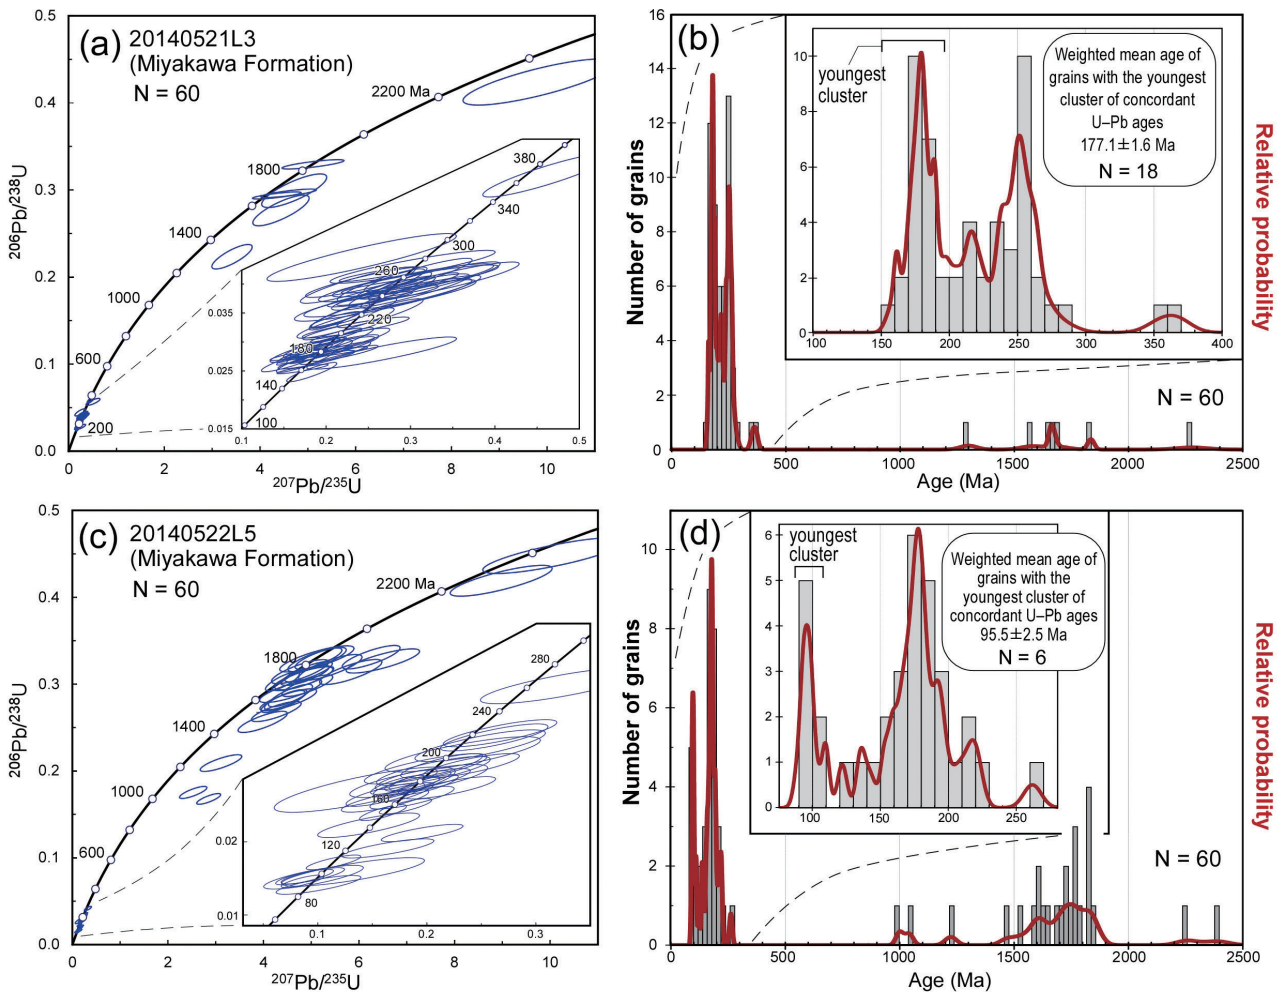 (a) 20140521L3
(Miyakawa Formation)
N = 60
2200 Ma
1800
1400
1000
600
200
0.5
0.4
0.3
0.2
0.1
0.0
206Pb/238U
0 2 4 6 8 10
207Pb/235U
380
340
300
260
220
180
140
100
0.035
0.025
0.015
0.1 0.2 0.3 0.4 0.5
(b)
16
14
12
10
8
6
4
2
0
Number of grains
Relative probability
0 500 1000 1500 2000 2500
Age (Ma)
N = 60
youngest
cluster
Weighted mean age of
grains with the youngest
cluster of concordant
U–Pb ages
177.1±1.6 Ma
N = 18
10
8
6
4
2
0
100 150 200 250 300 350 400
(c) 20140522L5
(Miyakawa Formation)
N = 60
2200 Ma
1800
1400
1000
600
0.5
0.4
0.3
0.2
0.1
0.0
206Pb/238U
0 2 4 6 8 10
207Pb/235U
280
240
200
160
120
80
0.02
0.01
0.1 0.2 0.3
(d)
10
8
6
4
2
0
Number of grains
Relative probability
0 500 1000 1500 2000 2500
Age (Ma)
N = 60
youngest
cluster
Weighted mean age of
grains with the
youngest cluster of
concordant U–Pb ages
95.5±2.5 Ma
N = 6
6
5
4
3
2
1
0
100 150 200 250